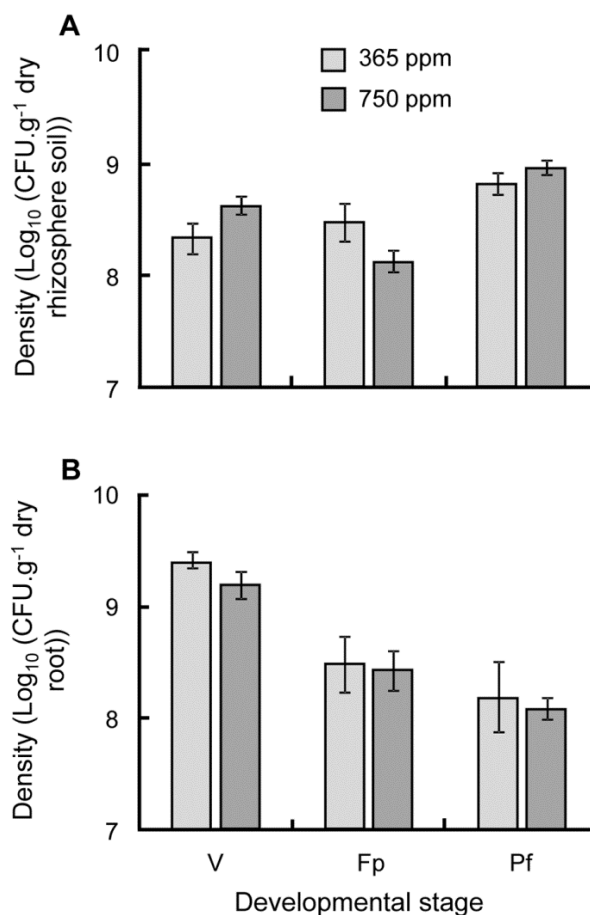 A
10
9
8
7
Density (Log₁₀ (CFU.g⁻¹ dry
rhizosphere soil))
365 ppm
750 ppm
B
10
9
8
7
Density (Log₁₀ (CFU.g⁻¹ dry
root))
V Fp Pf
Developmental stage